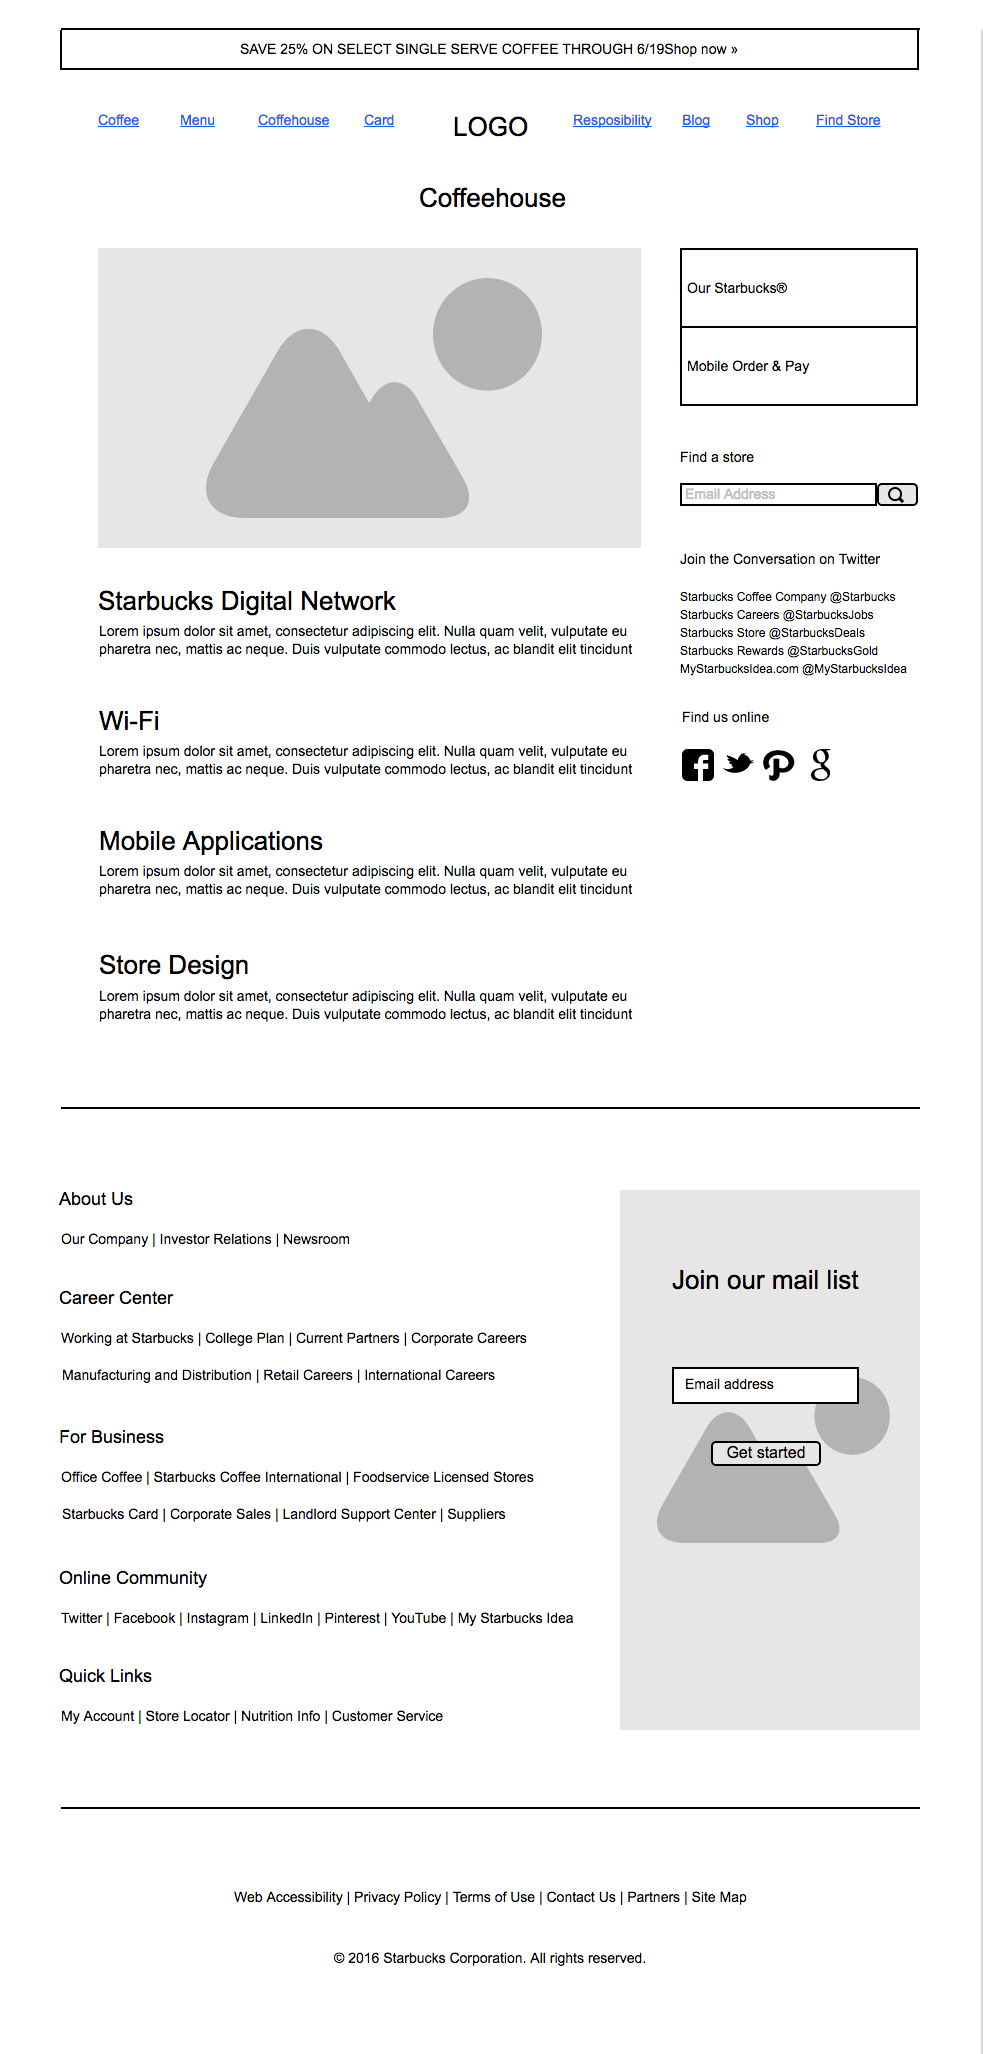 SAVE 25% ON SELECT SINGLE SERVE COFFEE THROUGH 6/19Shop now »
Coffee Menu Coffehouse Card LOGO Resposibility Blog Shop Find Store
Coffeehouse
Our Starbucks®
Mobile Order & Pay
Find a store
Email Address
Join the Conversation on Twitter
Starbucks Coffee Company @Starbucks
Starbucks Careers @StarbucksJobs
Starbucks Store @StarbucksDeals
Starbucks Rewards @StarbucksGold
MyStarbucksIdea.com @MyStarbucksIdea
Find us online
Starbucks Digital Network
Lorem ipsum dolor sit amet, consectetur adipiscing elit. Nulla quam velit, vulputate eu
pharetra nec, mattis ac neque. Duis vulputate commodo lectus, ac blandit elit tincidunt
Wi-Fi
Lorem ipsum dolor sit amet, consectetur adipiscing elit. Nulla quam velit, vulputate eu
pharetra nec, mattis ac neque. Duis vulputate commodo lectus, ac blandit elit tincidunt
Mobile Applications
Lorem ipsum dolor sit amet, consectetur adipiscing elit. Nulla quam velit, vulputate eu
pharetra nec, mattis ac neque. Duis vulputate commodo lectus, ac blandit elit tincidunt
Store Design
Lorem ipsum dolor sit amet, consectetur adipiscing elit. Nulla quam velit, vulputate eu
pharetra nec, mattis ac neque. Duis vulputate commodo lectus, ac blandit elit tincidunt
About Us
Our Company | Investor Relations | Newsroom
Career Center
Working at Starbucks | College Plan | Current Partners | Corporate Careers
Manufacturing and Distribution | Retail Careers | International Careers
For Business
Office Coffee | Starbucks Coffee International | Foodservice Licensed Stores
Starbucks Card | Corporate Sales | Landlord Support Center | Suppliers
Online Community
Twitter | Facebook | Instagram | LinkedIn | Pinterest | YouTube | My Starbucks Idea
Quick Links
My Account | Store Locator | Nutrition Info | Customer Service
Join our mail list
Email address
Get started
Web Accessibility | Privacy Policy | Terms of Use | Contact Us | Partners | Site Map
© 2016 Starbucks Corporation. All rights reserved.